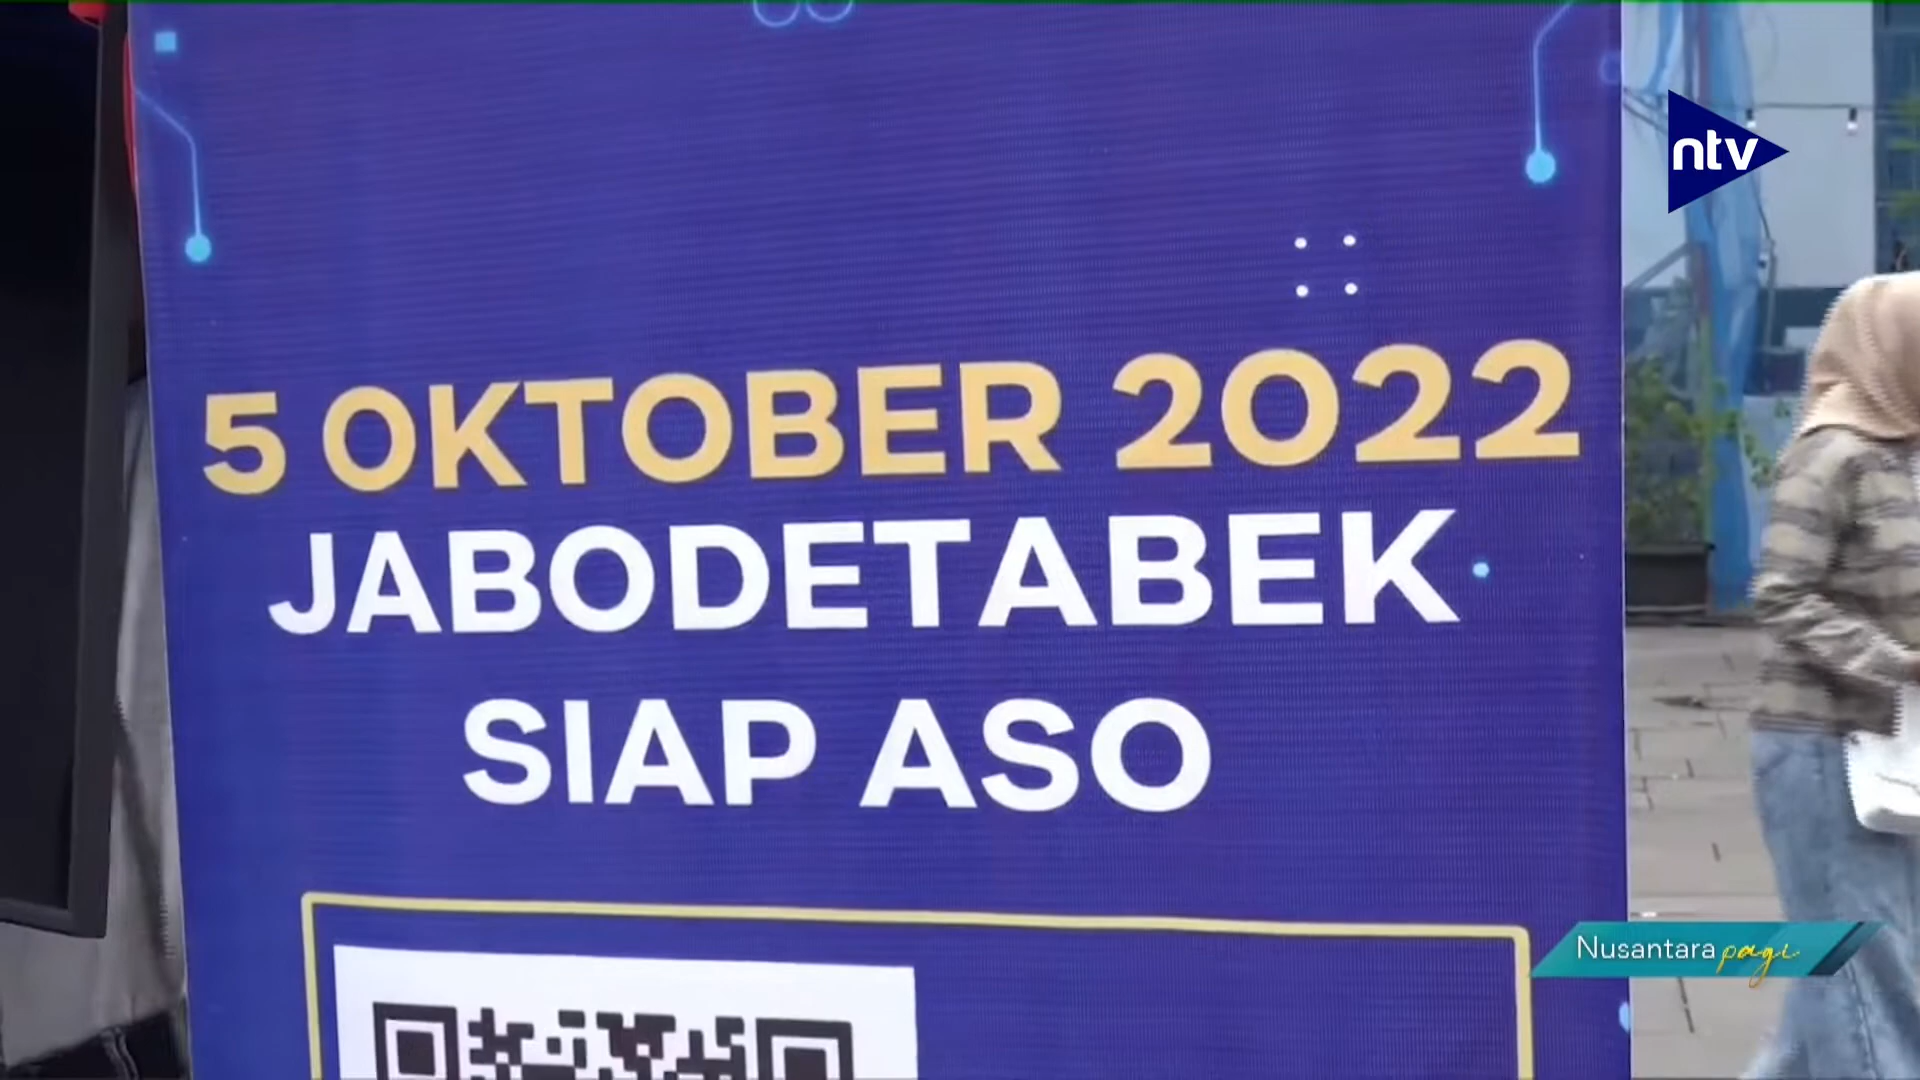 ntv
5 OKTOBER 2022
JABODETABEK
SIAP ASO
Nusantara pagi